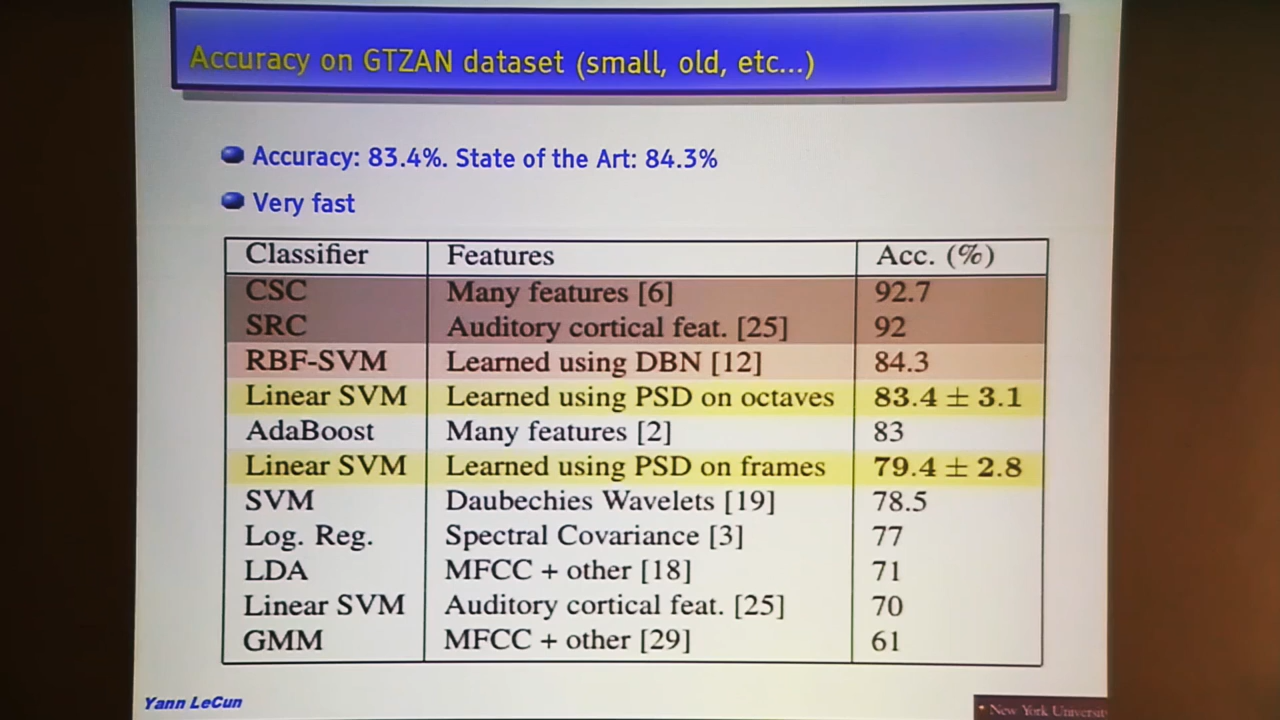 Accuracy on GTZAN dataset (small, old, etc...)
Accuracy: 83.4%. State of the Art: 84.3%
Very fast
Classifier Features Acc. (%)
CSC Many features [6] 92.7
SRC Auditory cortical feat. [25] 92
RBF-SVM Learned using DBN [12] 84.3
Linear SVM Learned using PSD on octaves 83.4 ± 3.1
AdaBoost Many features [2] 83
Linear SVM Learned using PSD on frames 79.4 ± 2.8
SVM Daubechies Wavelets [19] 78.5
Log. Reg. Spectral Covariance [3] 77
LDA MFCC + other [18] 71
Linear SVM Auditory cortical feat. [25] 70
GMM MFCC + other [29] 61
Yann LeCun
* New York University